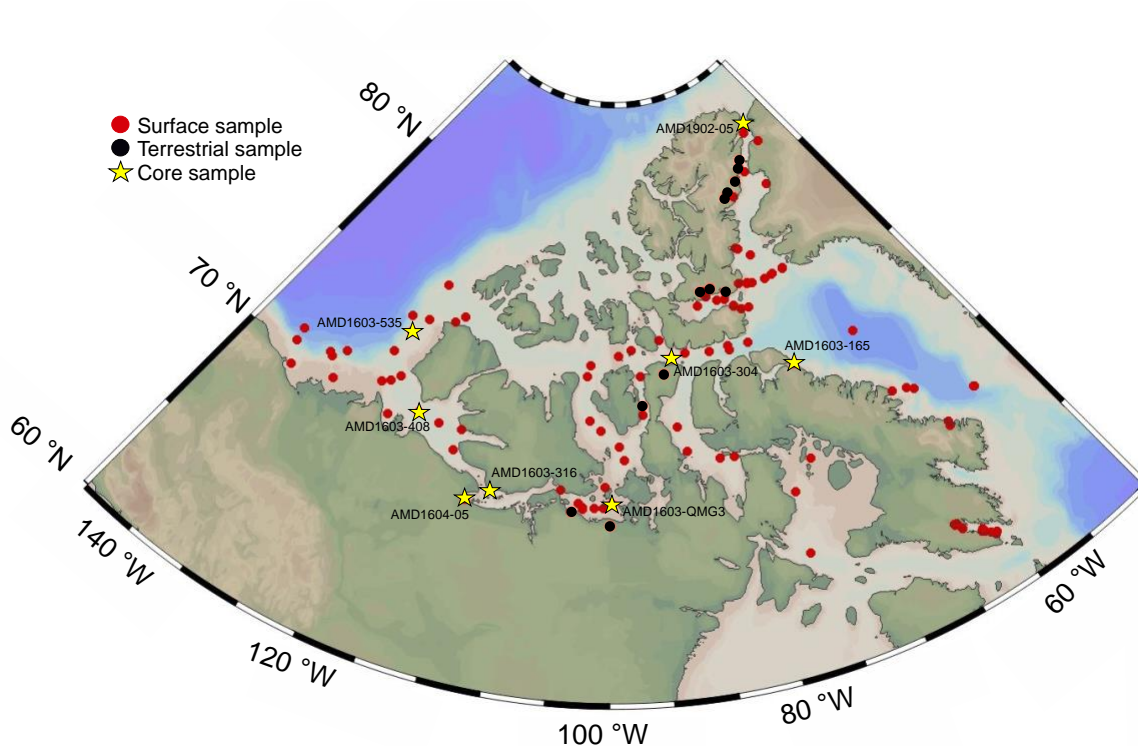 80 °N
Surface sample
Terrestrial sample
Core sample
AMD1902-05
70 °N
AMD1603-535
AMD1603-165
AMD1603-304
AMD1603-408
60 °N
AMD1603-316
AMD1604-05
AMD1603-QMG3
140 °W
60 °W
120 °W
80 °W
100 °W